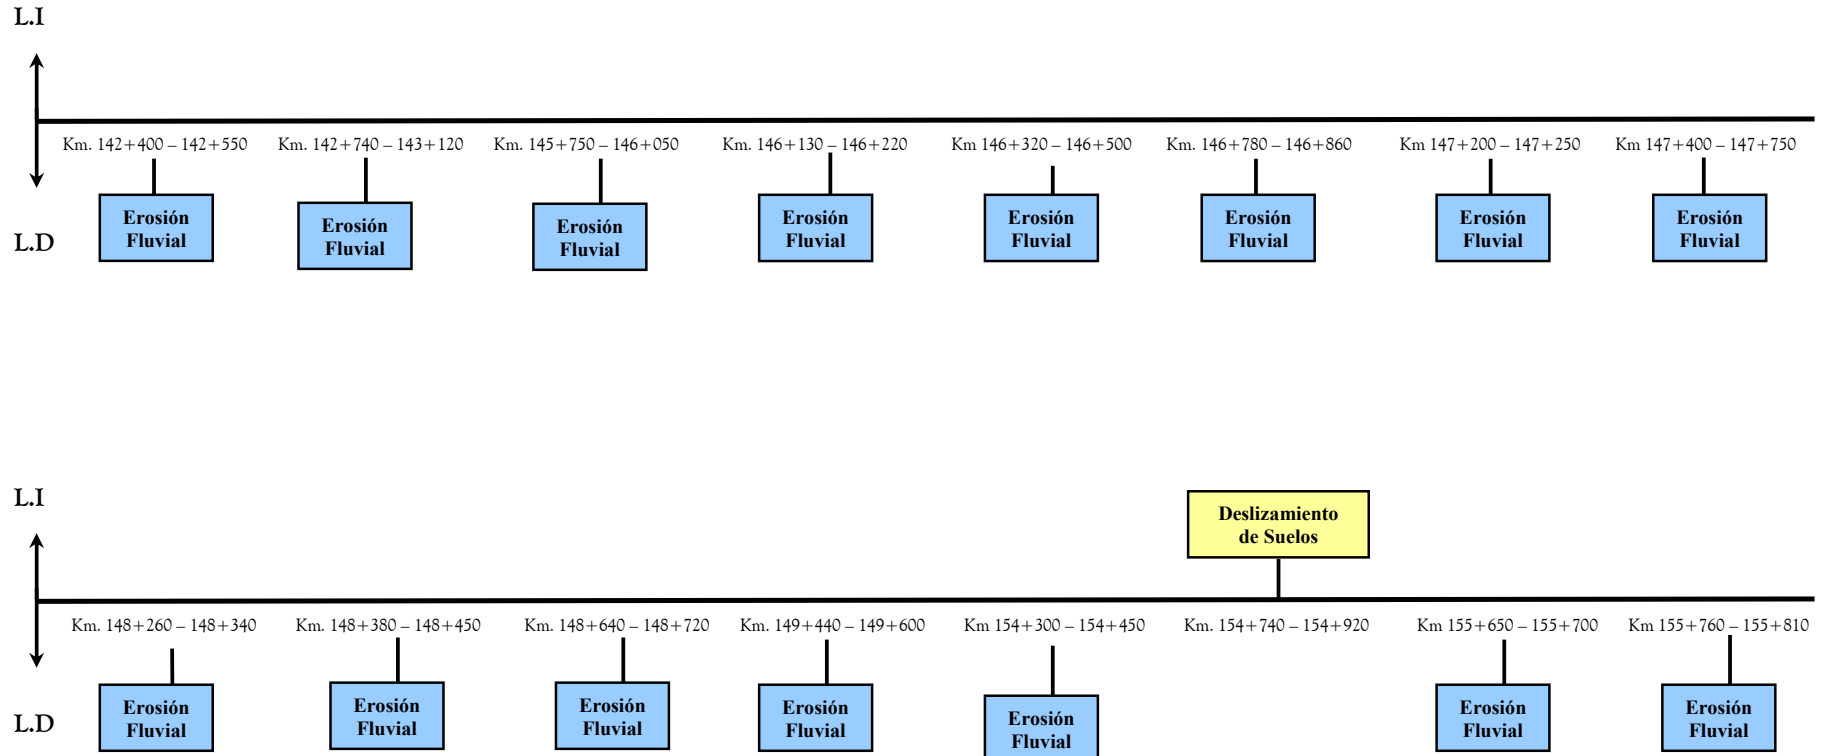 L.I
Km. 142+400 – 142+550
Km. 142+740 – 143+120
Km. 145+750 – 146+050
Km. 146+130 – 146+220
Km 146+320 – 146+500
Km. 146+780 – 146+860
Km 147+200 – 147+250
Km 147+400 – 147+750
Erosión
Fluvial
Erosión
Fluvial
Erosión
Fluvial
Erosión
Fluvial
Erosión
Fluvial
Erosión
Fluvial
Erosión
Fluvial
Erosión
Fluvial
L.D
L.I
Deslizamiento
de Suelos
Km. 148+260 – 148+340
Km. 148+380 – 148+450
Km. 148+640 – 148+720
Km. 149+440 – 149+600
Km 154+300 – 154+450
Km. 154+740 – 154+920
Km 155+650 – 155+700
Km 155+760 – 155+810
Erosión
Fluvial
Erosión
Fluvial
Erosión
Fluvial
Erosión
Fluvial
Erosión
Fluvial
Erosión
Fluvial
Erosión
Fluvial
L.D